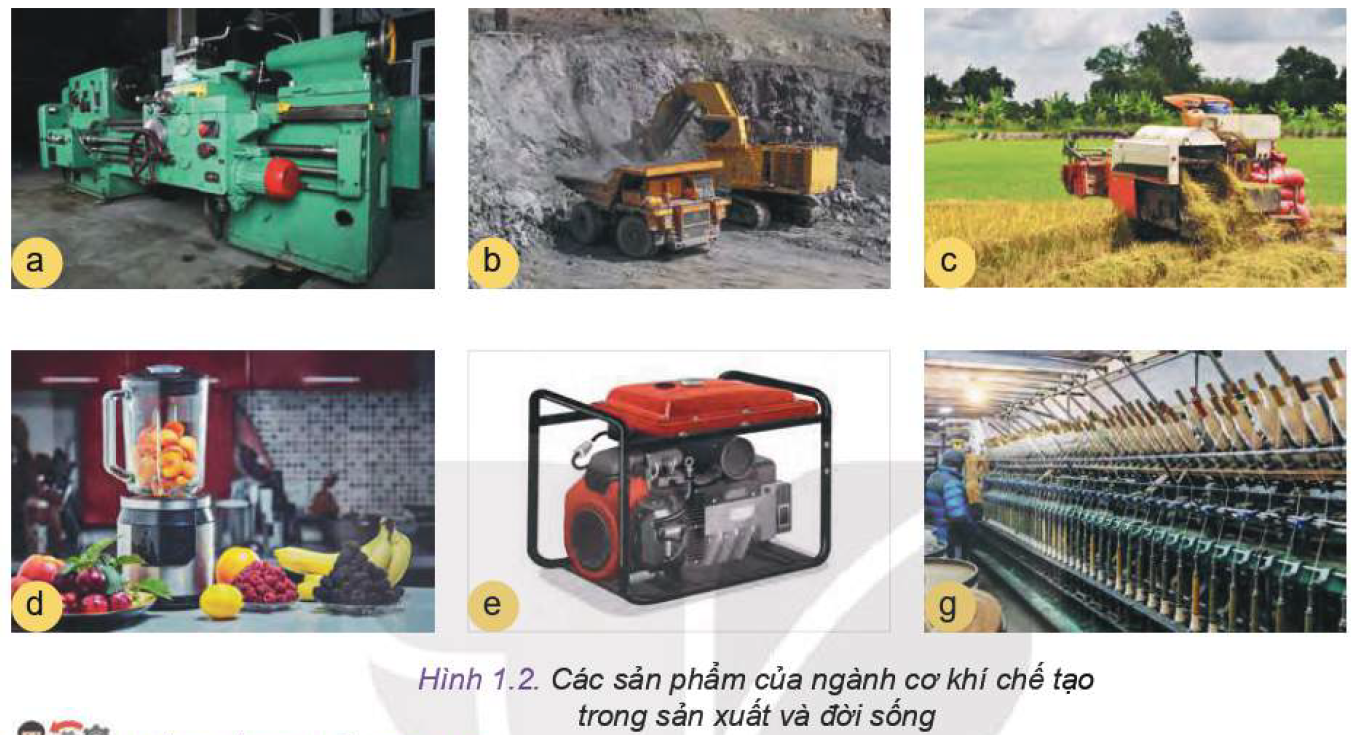 a
b
c
d
e
g
Hình 1.2. Các sản phẩm của ngành cơ khí chế tạo
trong sản xuất và đời sống